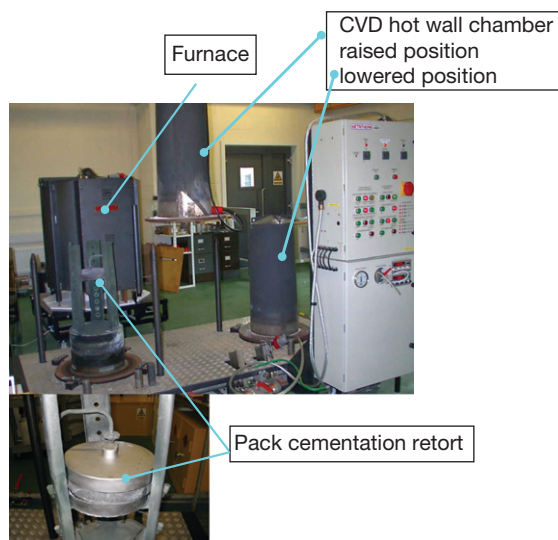 CVD hot wall chamber
raised position
lowered position
Furnace
Pack cementation retort